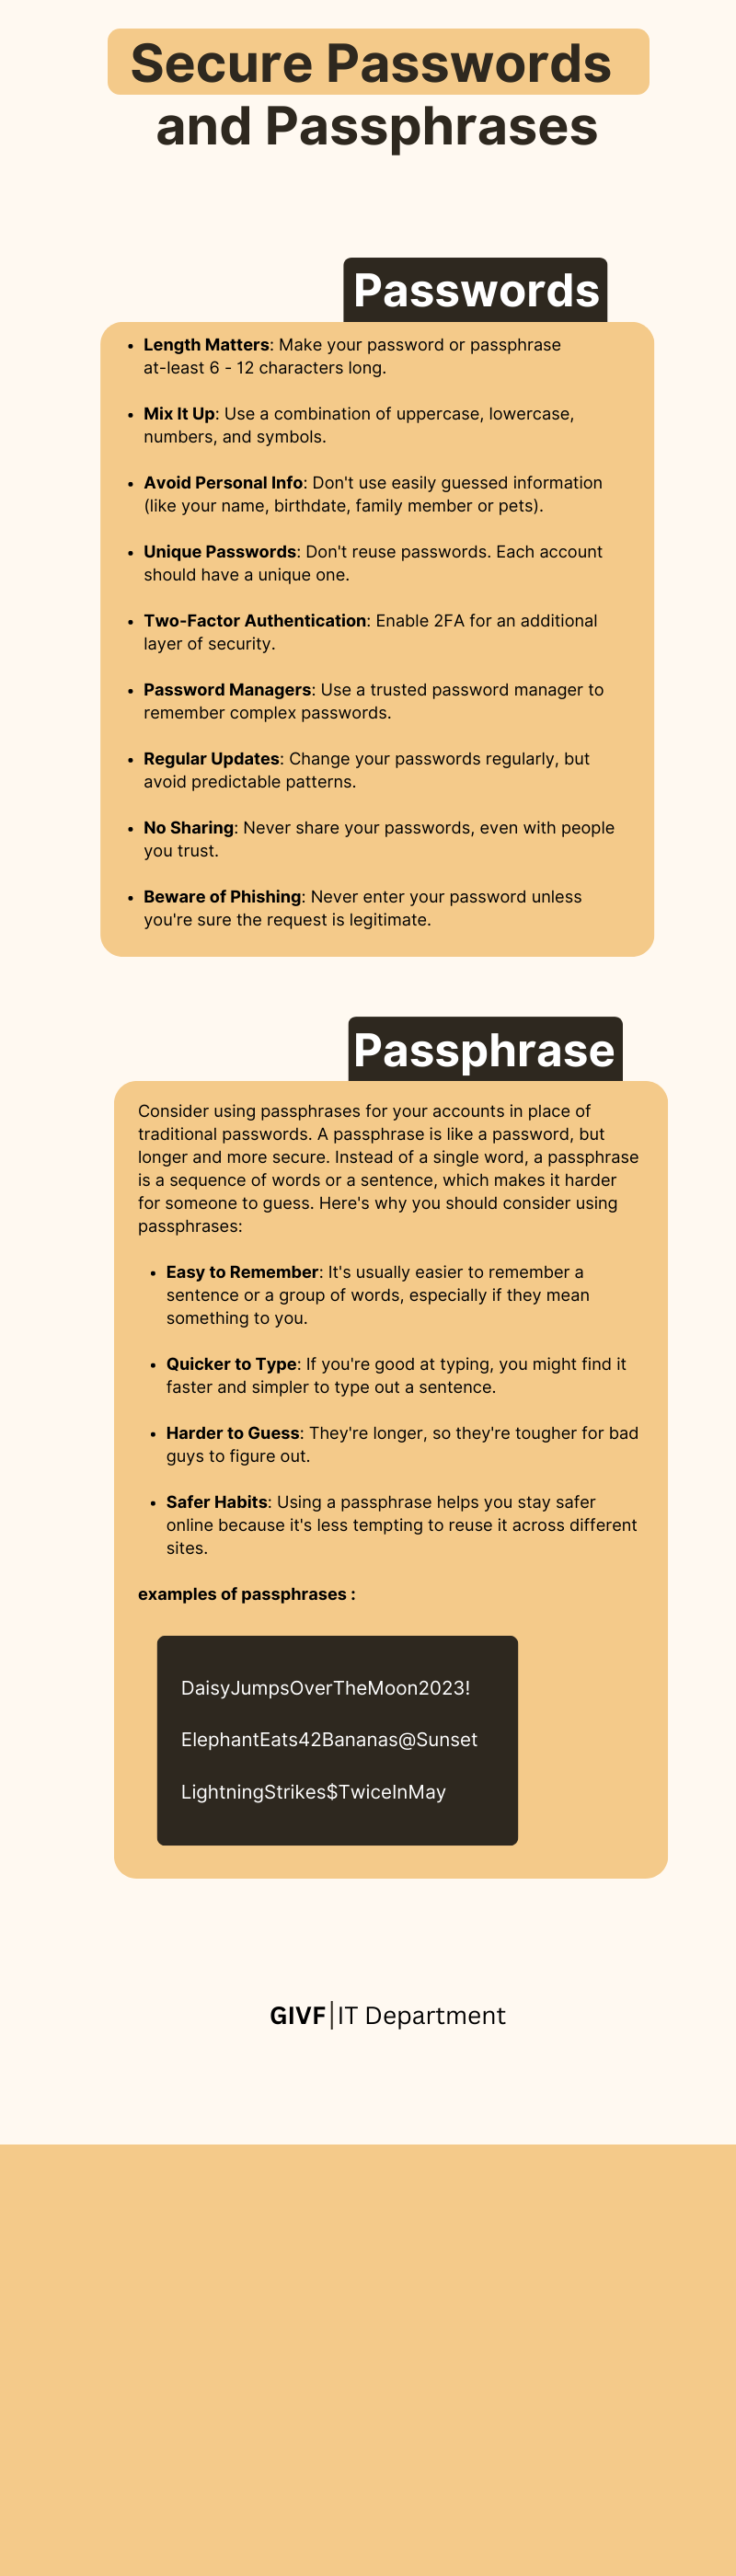 Secure Passwords
and Passphrases
Passwords
• Length Matters: Make your password or passphrase
at-least 6 - 12 characters long.
• Mix It Up: Use a combination of uppercase, lowercase,
numbers, and symbols.
• Avoid Personal Info: Don't use easily guessed information
(like your name, birthdate, family member or pets).
• Unique Passwords: Don't reuse passwords. Each account
should have a unique one.
• Two-Factor Authentication: Enable 2FA for an additional
layer of security.
• Password Managers: Use a trusted password manager to
remember complex passwords.
• Regular Updates: Change your passwords regularly, but
avoid predictable patterns.
• No Sharing: Never share your passwords, even with people
you trust.
• Beware of Phishing: Never enter your password unless
you're sure the request is legitimate.
Passphrase
Consider using passphrases for your accounts in place of
traditional passwords. A passphrase is like a password, but
longer and more secure. Instead of a single word, a passphrase
is a sequence of words or a sentence, which makes it harder
for someone to guess. Here's why you should consider using
passphrases:
• Easy to Remember: It's usually easier to remember a
sentence or a group of words, especially if they mean
something to you.
• Quicker to Type: If you're good at typing, you might find it
faster and simpler to type out a sentence.
• Harder to Guess: They're longer, so they're tougher for bad
guys to figure out.
• Safer Habits: Using a passphrase helps you stay safer
online because it's less tempting to reuse it across different
sites.
examples of passphrases :
DaisyJumpsOverTheMoon2023!
ElephantEats42Bananas@Sunset
LightningStrikes$TwiceInMay
GIVF|IT Department